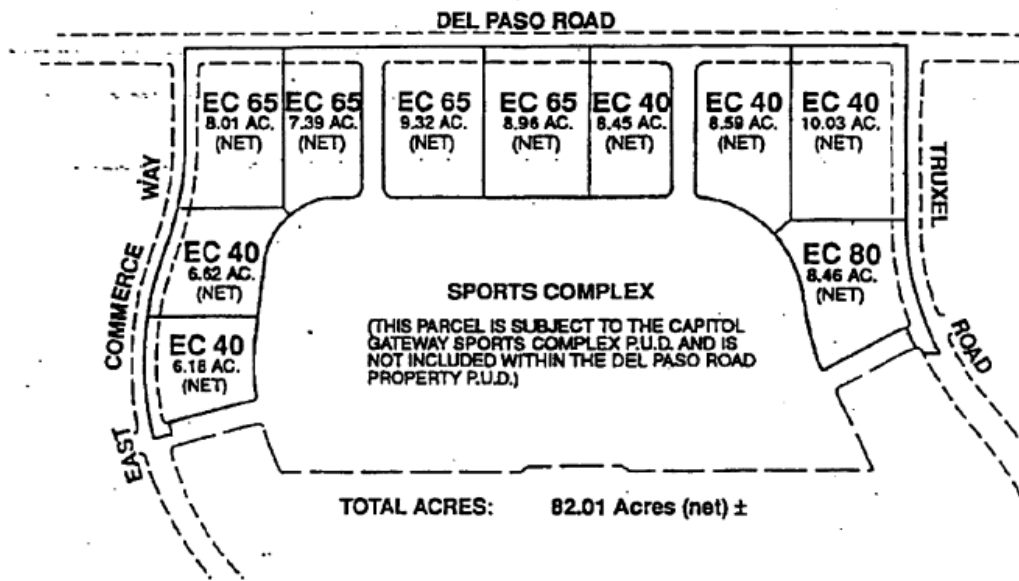 DEL PASO ROAD
EC 65
8.01 AC.
(NET)
EC 65
7.39 AC.
(NET)
EC 65
9.32 AC.
(NET)
EC 65
8.96 AC.
(NET)
EC 40
8.45 AC.
(NET)
EC 40
8.59 AC.
(NET)
EC 40
10.03 AC.
(NET)
EAST COMMERCE WAY
TRUXEL ROAD
EC 40
6.62 AC.
(NET)
EC 80
8.46 AC.
(NET)
EC 40
6.18 AC.
(NET)
SPORTS COMPLEX
(THIS PARCEL IS SUBJECT TO THE CAPITOL
GATEWAY SPORTS COMPLEX P.U.D. AND IS
NOT INCLUDED WITHIN THE DEL PASO ROAD
PROPERTY P.U.D.)
TOTAL ACRES: 82.01 Acres (net) ±